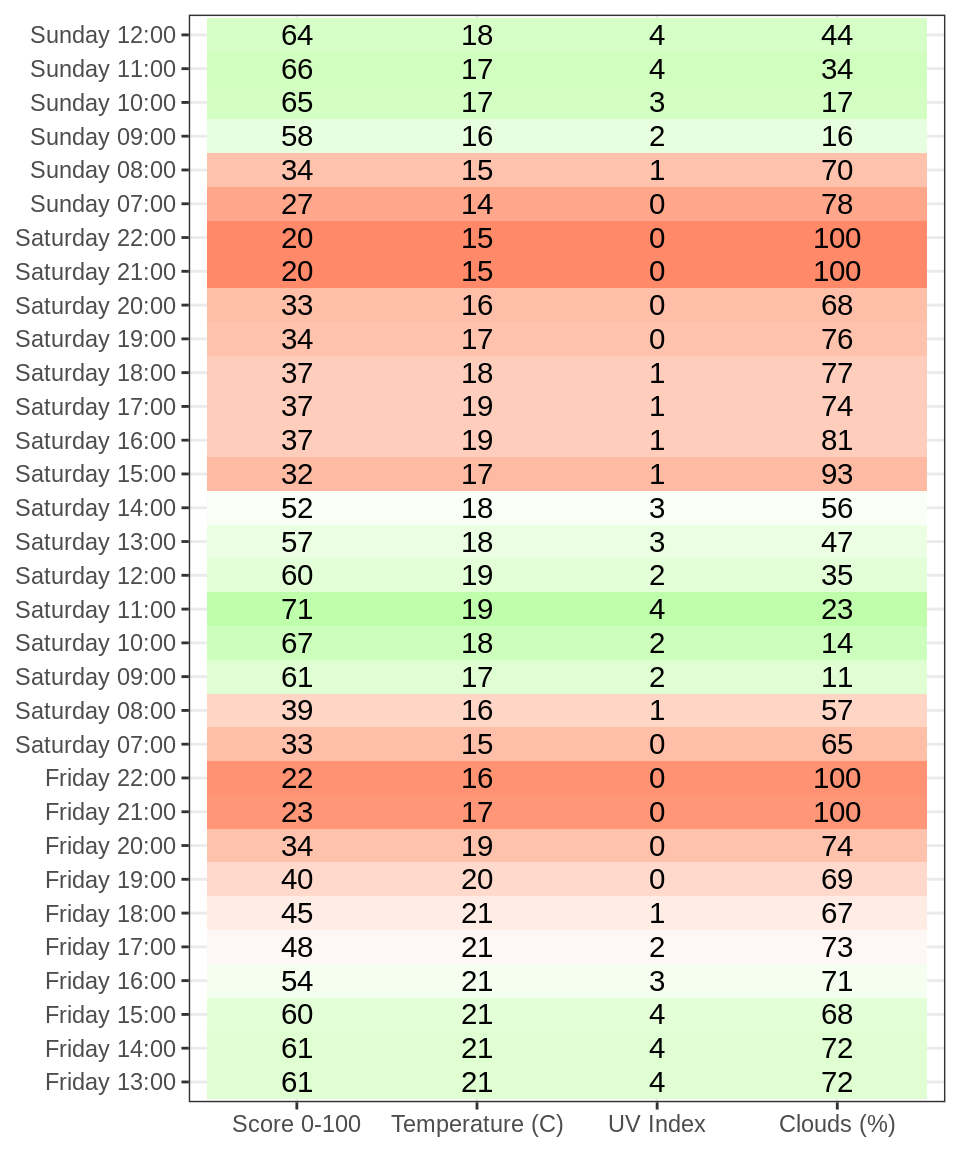 Sunday 12:00 64 18 4 44
Sunday 11:00 66 17 4 34
Sunday 10:00 65 17 3 17
Sunday 09:00 58 16 2 16
Sunday 08:00 34 15 1 70
Sunday 07:00 27 14 0 78
Saturday 22:00 20 15 0 100
Saturday 21:00 20 15 0 100
Saturday 20:00 33 16 0 68
Saturday 19:00 34 17 0 76
Saturday 18:00 37 18 1 77
Saturday 17:00 37 19 1 74
Saturday 16:00 37 19 1 81
Saturday 15:00 32 17 1 93
Saturday 14:00 52 18 3 56
Saturday 13:00 57 18 3 47
Saturday 12:00 60 19 2 35
Saturday 11:00 71 19 4 23
Saturday 10:00 67 18 2 14
Saturday 09:00 61 17 2 11
Saturday 08:00 39 16 1 57
Saturday 07:00 33 15 0 65
Friday 22:00 22 16 0 100
Friday 21:00 23 17 0 100
Friday 20:00 34 19 0 74
Friday 19:00 40 20 0 69
Friday 18:00 45 21 1 67
Friday 17:00 48 21 2 73
Friday 16:00 54 21 3 71
Friday 15:00 60 21 4 68
Friday 14:00 61 21 4 72
Friday 13:00 61 21 4 72
Score 0-100 Temperature (C) UV Index Clouds (%)